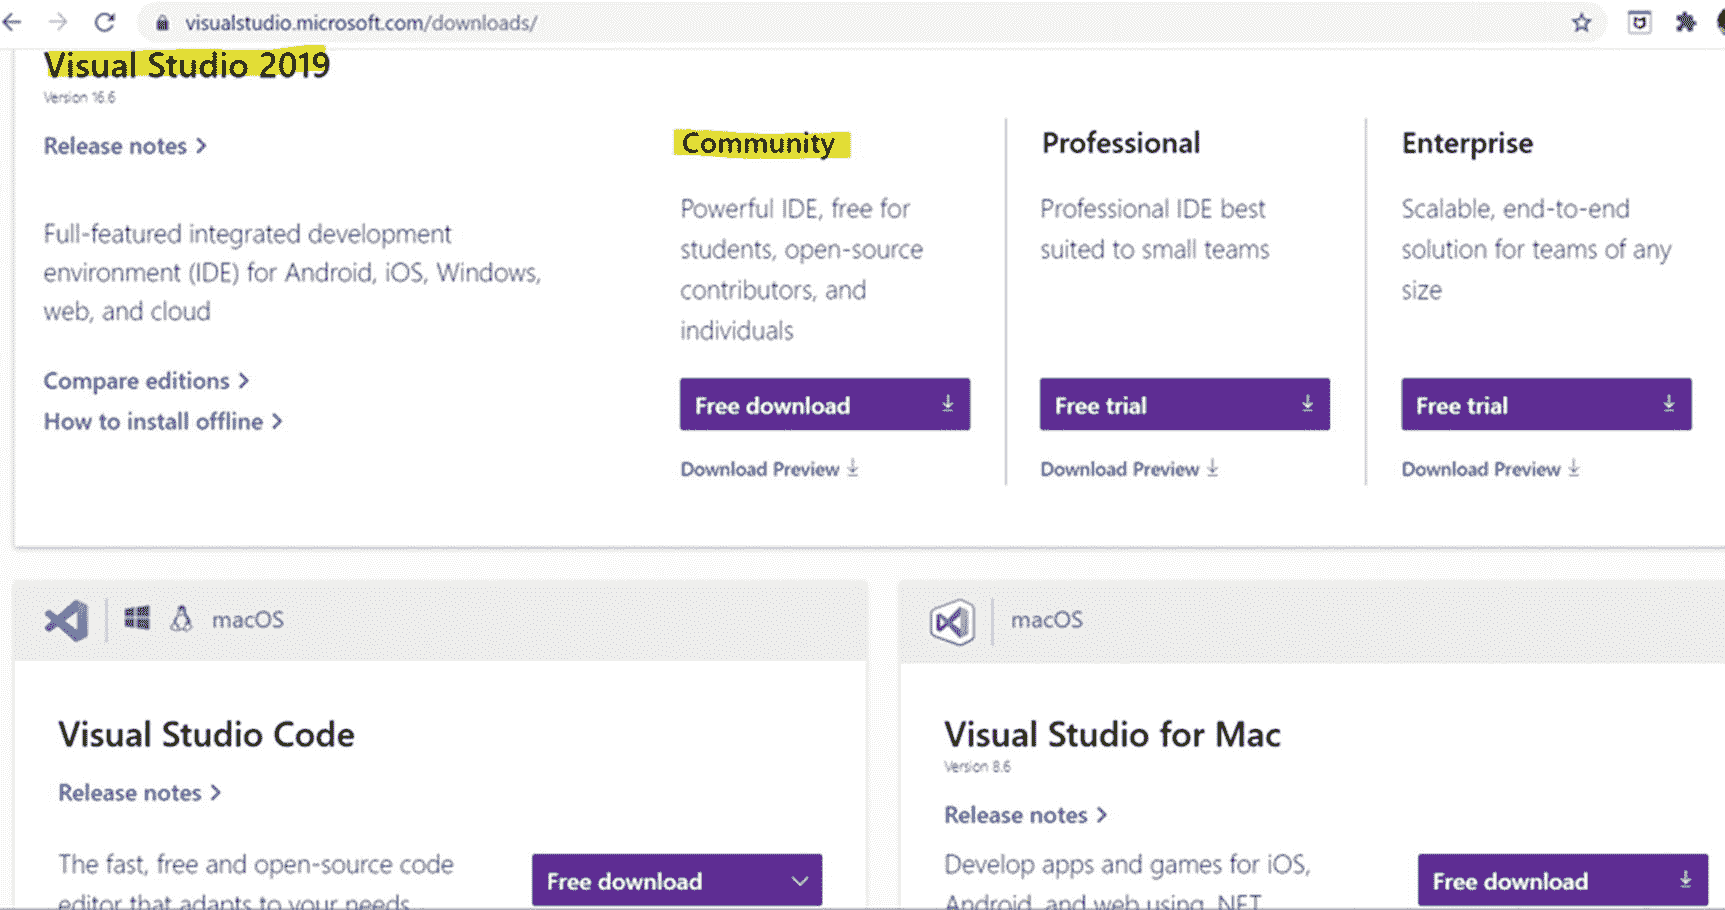 visualstudio.microsoft.com/downloads/
Visual Studio 2019
Version 16.6
Release notes >
Full-featured integrated development
environment (IDE) for Android, iOS, Windows,
web, and cloud
Compare editions >
How to install offline >
Community
Powerful IDE, free for
students, open-source
contributors, and
individuals
Free download
Download Preview
Professional
Professional IDE best
suited to small teams
Free trial
Download Preview
Enterprise
Scalable, end-to-end
solution for teams of any
size
Free trial
Download Preview
macOS
Visual Studio Code
Release notes >
The fast, free and open-source code
editor that adapts to your needs
Free download
macOS
Visual Studio for Mac
Version 8.6
Release notes >
Develop apps and games for iOS,
Android, and web using .NET
Free download